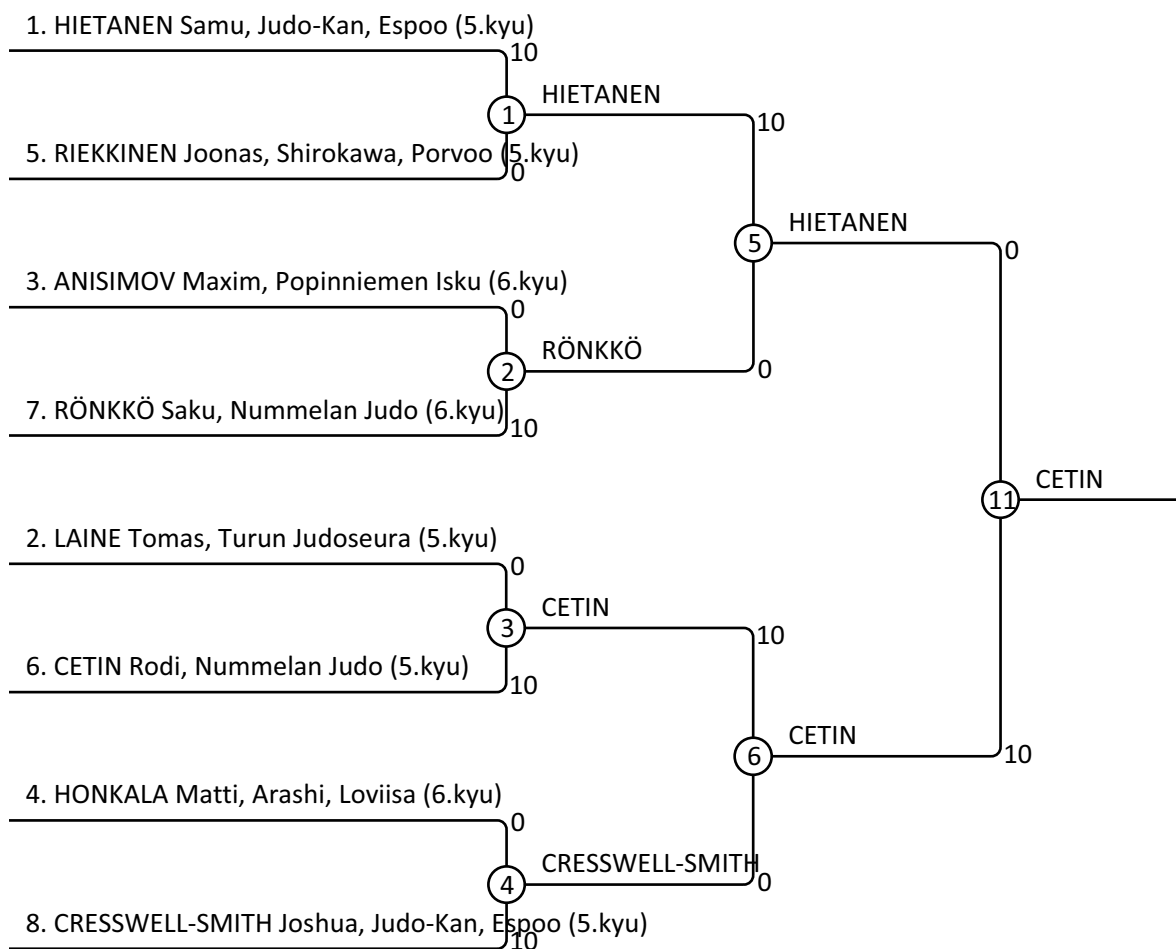 1. HIETANEN Samu, Judo-Kan, Espoo (5.kyu)
10
1
HIETANEN
10
5. RIEKKINEN Joonas, Shirokawa, Porvoo (5.kyu)
0
5
HIETANEN
0
3. ANISIMOV Maxim, Popinniemen Isku (6.kyu)
0
2
RÖNKKÖ
0
7. RÖNKKÖ Saku, Nummelan Judo (6.kyu)
10
11
CETIN
2. LAINE Tomas, Turun Judoseura (5.kyu)
0
3
CETIN
10
6. CETIN Rodi, Nummelan Judo (5.kyu)
10
6
CETIN
10
4. HONKALA Matti, Arashi, Loviisa (6.kyu)
0
4
CRESSWELL-SMITH
0
8. CRESSWELL-SMITH Joshua, Judo-Kan, Espoo (5.kyu)
10